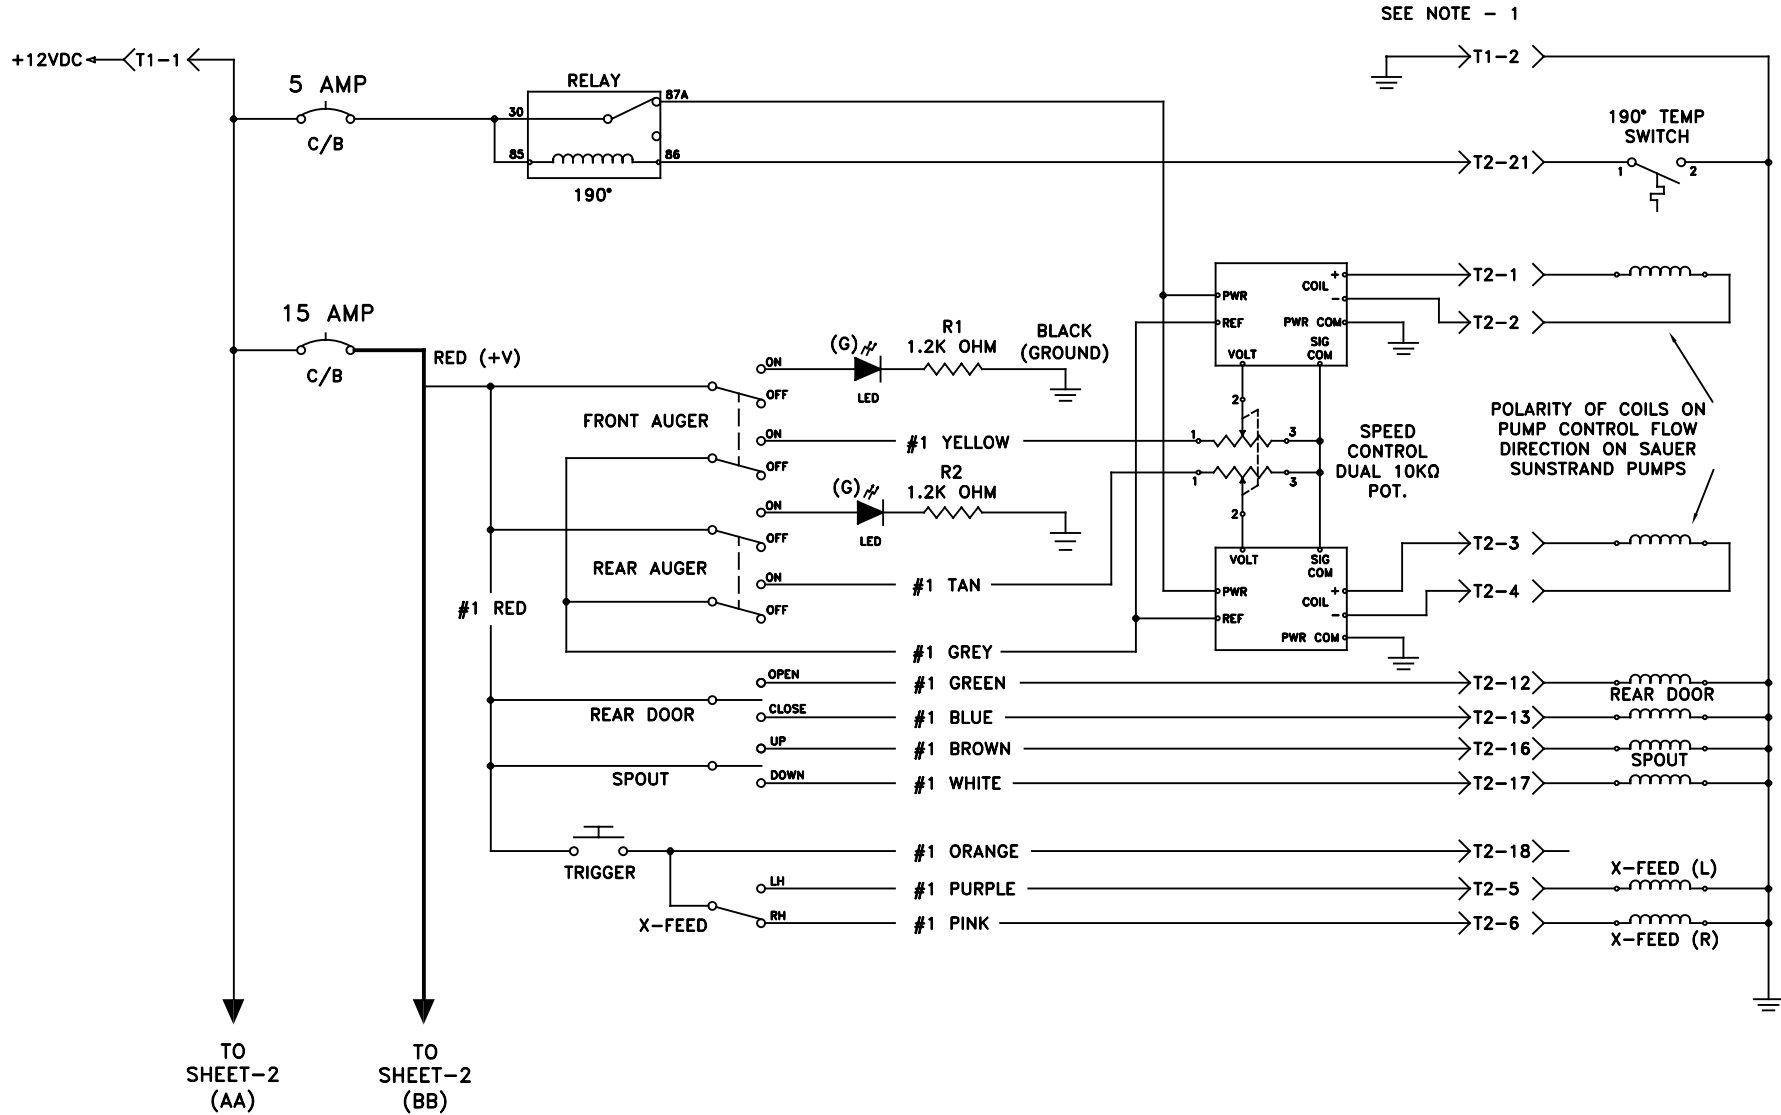 SEE NOTE - 1
+12VDC
T1-1
T1-2
5 AMP
C/B
RELAY
30
87A
85
86
190°
190° TEMP
SWITCH
T2-21
1
2
15 AMP
C/B
RED (+V)
FRONT AUGER
ON
OFF
ON
OFF
(G)
LED
R1
1.2K OHM
BLACK
(GROUND)
#1 YELLOW
REAR AUGER
ON
OFF
ON
OFF
(G)
LED
R2
1.2K OHM
#1 TAN
#1 RED
#1 GREY
PWR
REF
VOLT
+
COIL
-
PWR COM
SIG
COM
2
1
3
1
3
2
SPEED
CONTROL
DUAL 10KΩ
POT.
VOLT
SIG
COM
PWR
REF
+
COIL
-
PWR COM
T2-1
T2-2
POLARITY OF COILS ON
PUMP CONTROL FLOW
DIRECTION ON SAUER
SUNSTRAND PUMPS
T2-3
T2-4
REAR DOOR
OPEN
CLOSE
#1 GREEN
T2-12
REAR DOOR
#1 BLUE
T2-13
SPOUT
UP
DOWN
#1 BROWN
T2-16
SPOUT
#1 WHITE
T2-17
TRIGGER
#1 ORANGE
T2-18
X-FEED
LH
RH
#1 PURPLE
T2-5
X-FEED (L)
#1 PINK
T2-6
X-FEED (R)
TO
SHEET-2
(AA)
TO
SHEET-2
(BB)